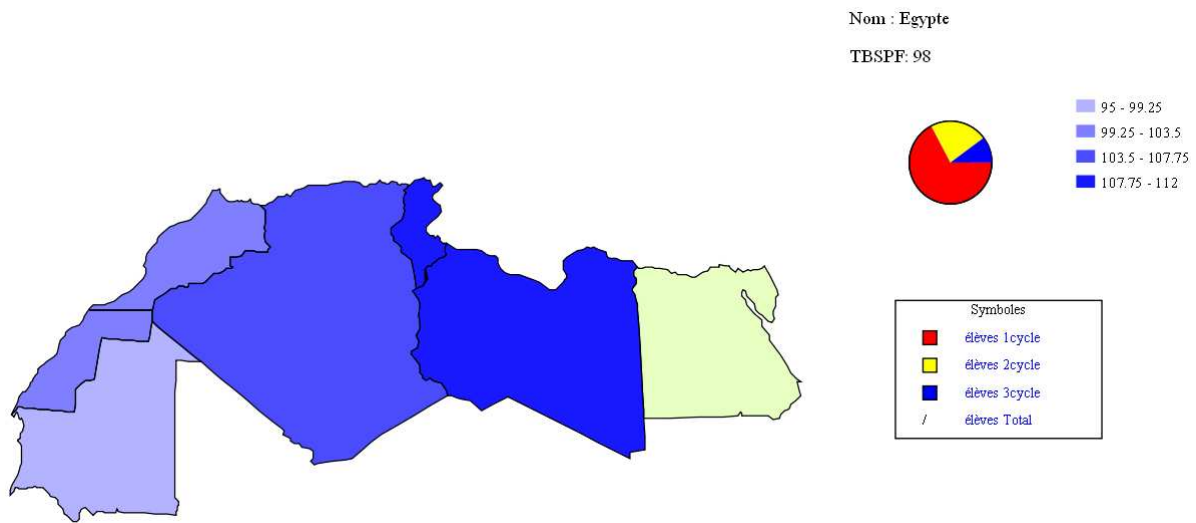 Nom : Egypte
TBSPF: 98
95 - 99.25
99.25 - 103.5
103.5 - 107.75
107.75 - 112
Symboles
élèves 1cycle
élèves 2cycle
élèves 3cycle
/ élèves Total